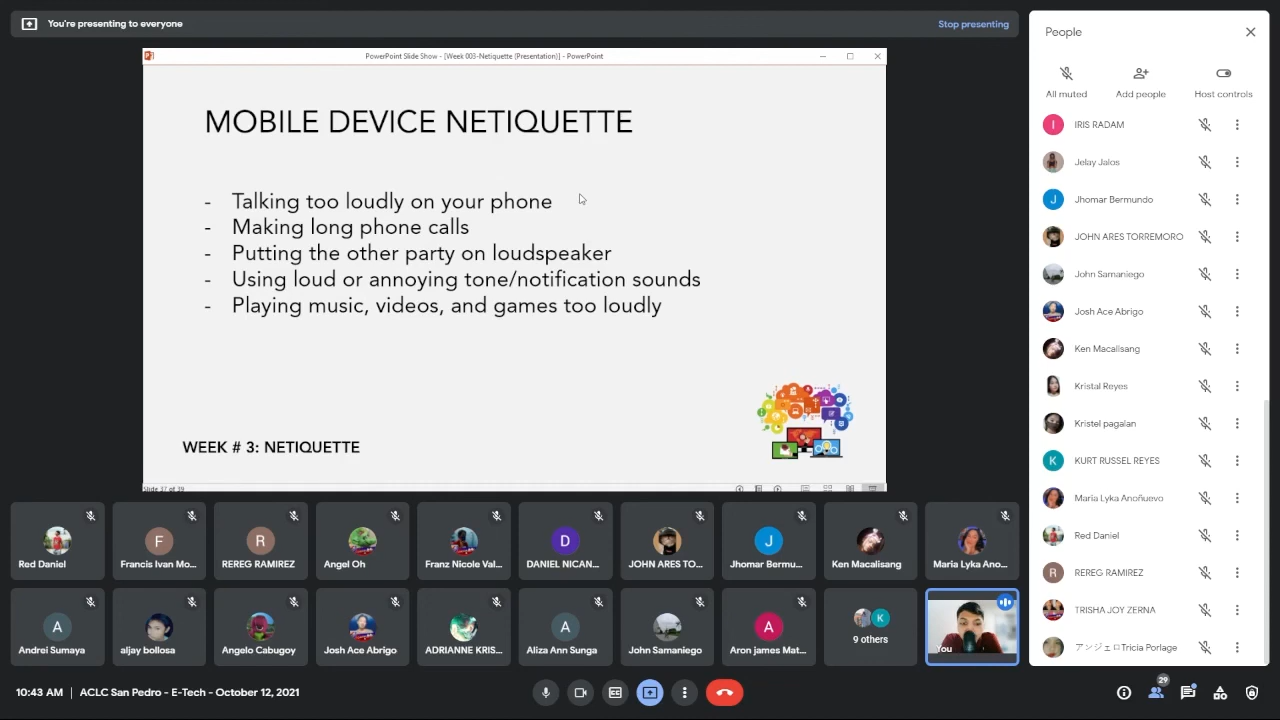 You're presenting to everyone
Stop presenting
PowerPoint Slide Show - [Week 003-Netiquette (Presentation)] - PowerPoint
MOBILE DEVICE NETIQUETTE
- Talking too loudly on your phone
- Making long phone calls
- Putting the other party on loudspeaker
- Using loud or annoying tone/notification sounds
- Playing music, videos, and games too loudly
WEEK # 3: NETIQUETTE
Slide 37 of 39
Red Daniel
Francis Ivan Mo...
REREG RAMIREZ
Angel Oh
Franz Nicole Val...
DANIEL NICAN...
JOHN ARES TO...
Jhomar Bermu...
Ken Macalisang
Maria Lyka Ano...
Andrei Sumaya
aljay bollosa
Angelo Cabugoy
Josh Ace Abrigo
ADRIANNE KRIS...
Aliza Ann Sunga
John Samaniego
Aron james Mat...
9 others
You
10:43 AM | ACLC San Pedro - E-Tech - October 12, 2021
People
All muted
Add people
Host controls
IRIS RADAM
Jelay Jalos
Jhomar Bermundo
JOHN ARES TORREMORO
John Samaniego
Josh Ace Abrigo
Ken Macalisang
Kristal Reyes
Kristel pagalan
KURT RUSSEL REYES
Maria Lyka Anoñuevo
Red Daniel
REREG RAMIREZ
TRISHA JOY ZERNA
アンジェロTricia Porlage
29